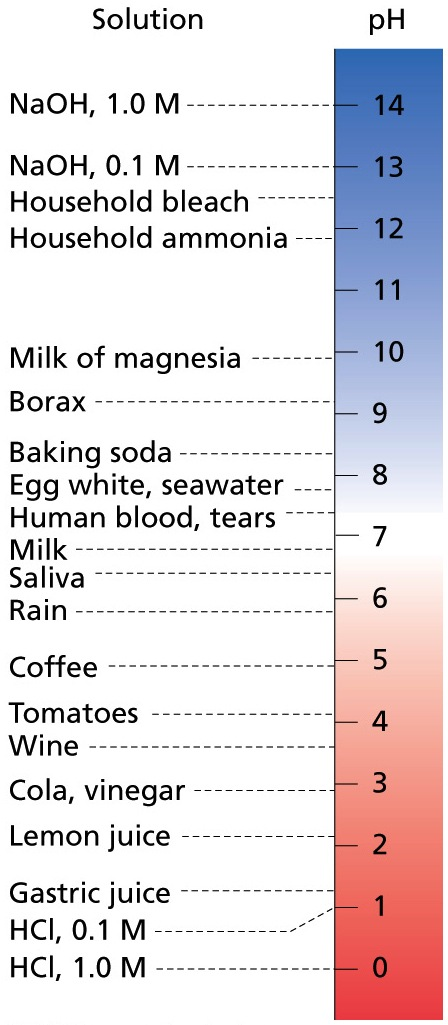 Solution pH
NaOH, 1.0 M 14
NaOH, 0.1 M 13
Household bleach
12
Household ammonia
11
Milk of magnesia 10
Borax
9
Baking soda
8
Egg white, seawater
Human blood, tears
7
Milk
Saliva
6
Rain
Coffee 5
Tomatoes 4
Wine
Cola, vinegar 3
Lemon juice 2
Gastric juice
1
HCl, 0.1 M
HCl, 1.0 M 0